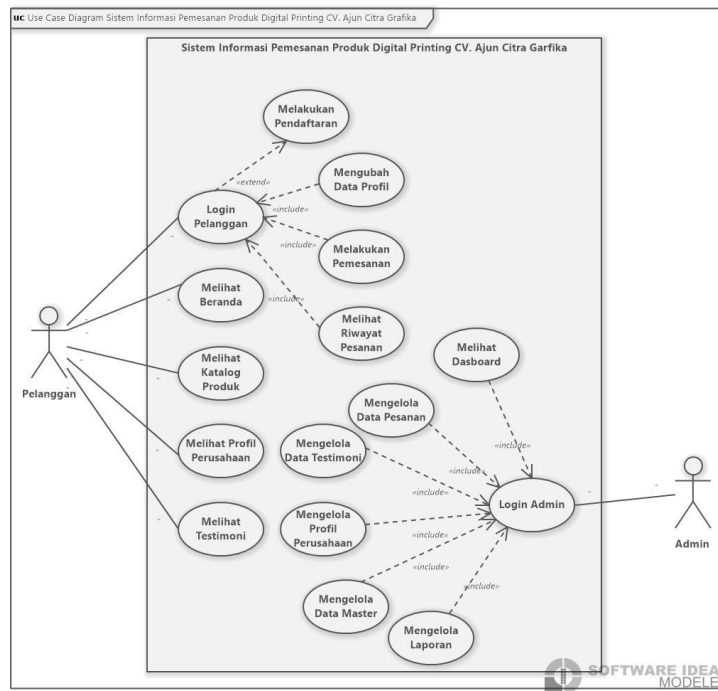 uc Use Case Diagram Sistem Informasi Pemesanan Produk Digital Printing CV. Ajun Citra Grafika
Sistem Informasi Pemesanan Produk Digital Printing CV. Ajun Citra Garfika
Melakukan
Pendaftaran
«extend»
Mengubah
Data Profil
«include»
Login
Pelanggan
«include»
Melakukan
Pemesanan
Melihat
Beranda
«include»
Melihat
Riwayat
Pesanan
Melihat
Dasboard
Melihat
Katalog
Produk
Pelanggan
Mengelola
Data Pesanan
«include»
Melihat Profil
Perusahaan
Mengelola
Data Testimoni
«include»
«include»
Login Admin
Melihat
Testimoni
Mengelola
Profil
Perusahaan
«include»
Admin
«include»
Mengelola
Data Master
«include»
Mengelola
Laporan
SOFTWARE IDEA
MODELE